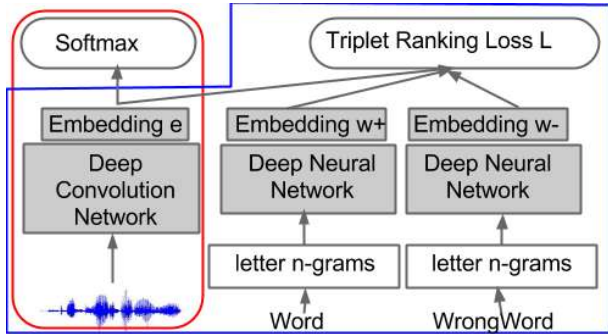 Softmax
Triplet Ranking Loss L
Embedding e
Embedding w+
Embedding w-
Deep
Convolution
Network
Deep Neural
Network
Deep Neural
Network
letter n-grams
letter n-grams
Word
WrongWord